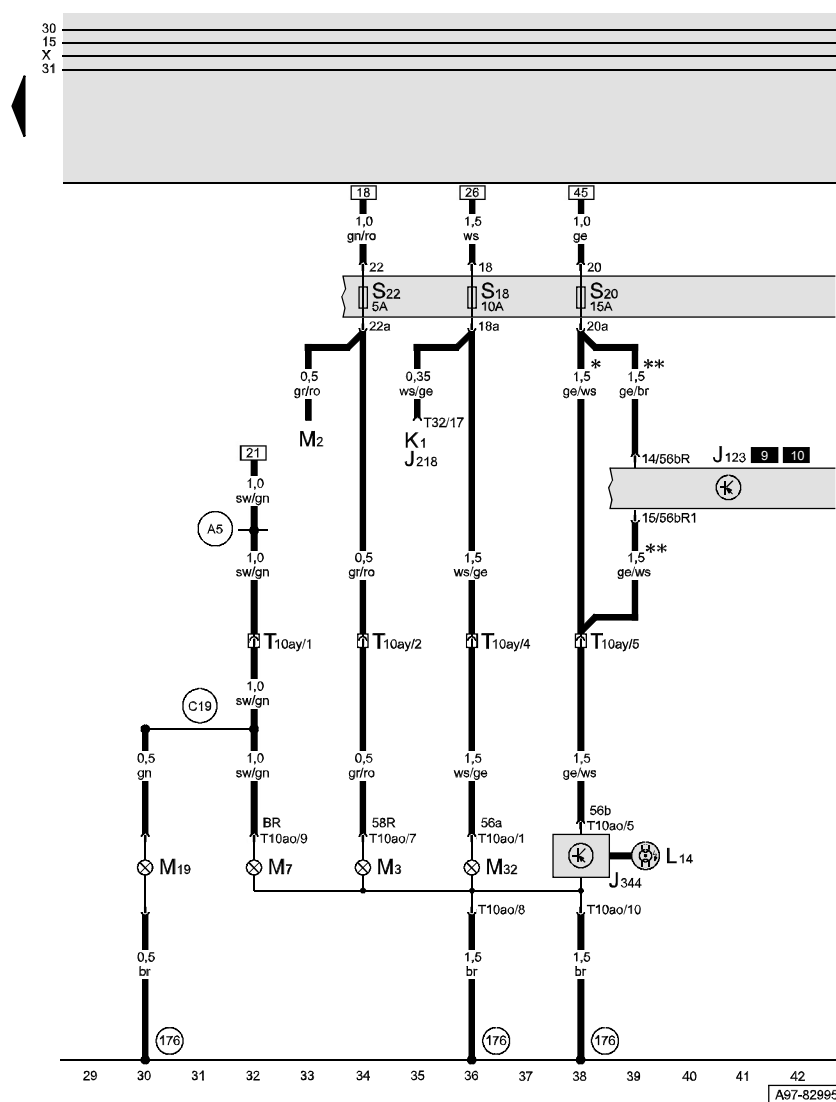 30
15
X
31
18 26 45
1,0 1,5 1,0
gn/ro ws ge
22 18 20
S22 S18 S20
5A 10A 15A
22a 18a 20a
* **
0,5 0,35 1,5 1,5
gr/ro ws/ge ge/ws ge/br
T32/17
M2 K1
J218
21 14/56bR J123 9 10
1,0
sw/gn
15/56bR1
A5
**
1,0 0,5 1,5 1,5
sw/gn gr/ro ws/ge ge/ws
T10ay/1 T10ay/2 T10ay/4 T10ay/5
1,0
sw/gn
C19
0,5 1,0 0,5 1,5 1,5
gn sw/gn gr/ro ws/ge ge/ws
BR 58R 56a 56b
T10ao/9 T10ao/7 T10ao/1 T10ao/5
M19 M7 M3 M32 L14
J344
T10ao/8 T10ao/10
0,5 1,5 1,5
br br br
176 176 176
29 30 31 32 33 34 35 36 37 38 39 40 41 42
A97-82995